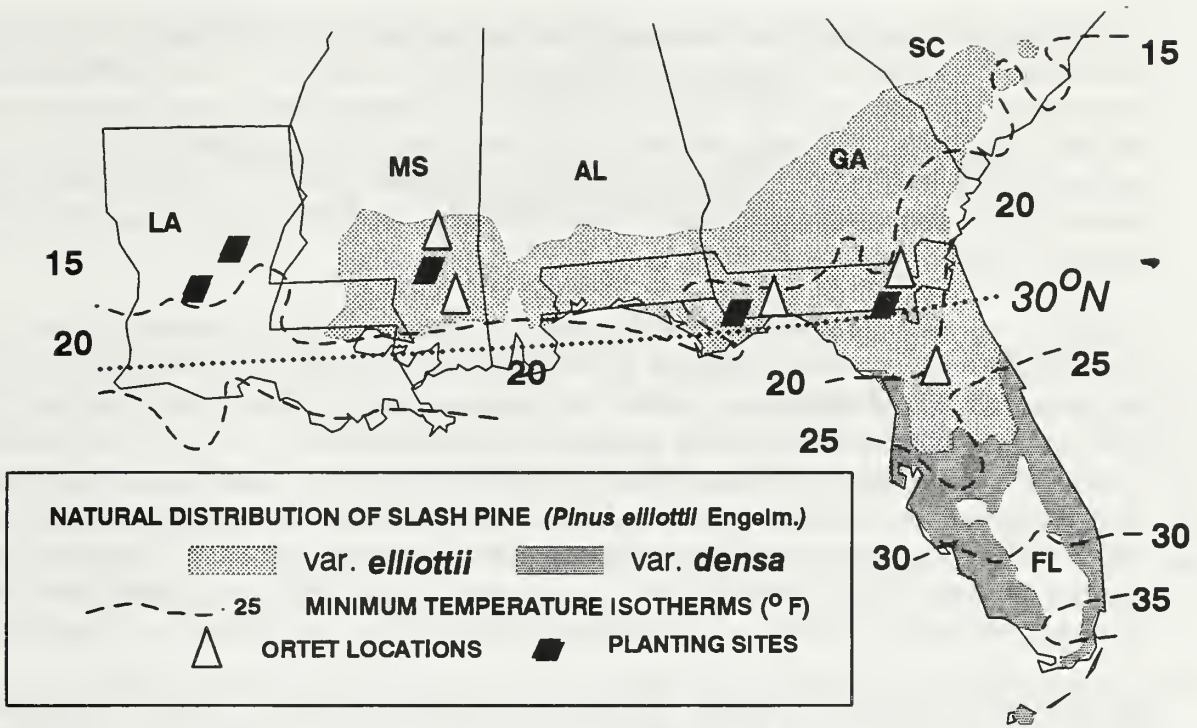 SC
15
MS
AL
GA
LA
20
15
30°N
20
20
20
25
25
NATURAL DISTRIBUTION OF SLASH PINE (Pinus elliottii Engelm.)
var. elliottii var. densa
25 MINIMUM TEMPERATURE ISOTHERMS (° F)
ORTET LOCATIONS PLANTING SITES
30
FL
30
35